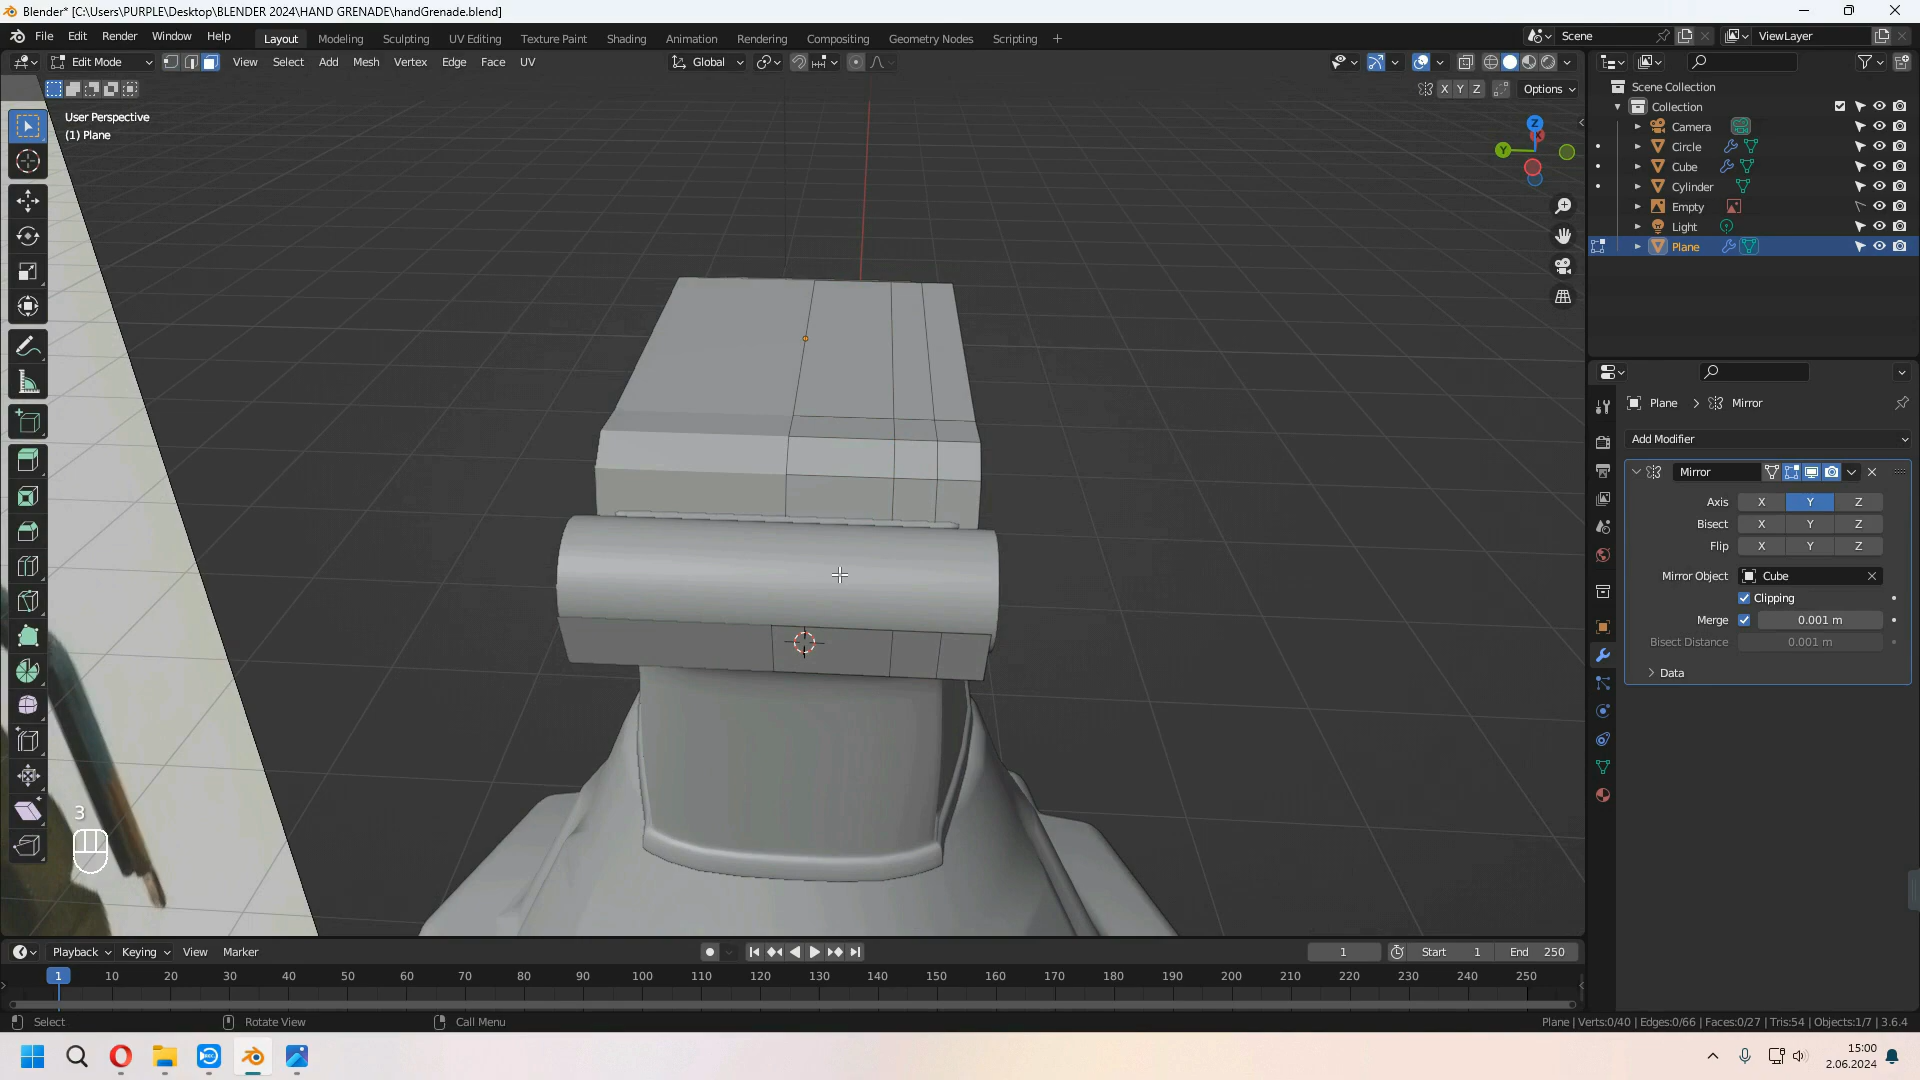 Blender* [C:\Users\PURPLE\Desktop\BLENDER 2024\HAND GRENADE\handGrenade.blend]
File Edit Render Window Help Layout Modeling Sculpting UV Editing Texture Paint Shading Animation Rendering Compositing Geometry Nodes Scripting + Scene ViewLayer
Edit Mode View Select Add Mesh Vertex Edge Face UV Global
X Y Z Options
User Perspective
(1) Plane
Z
Y
Scene Collection
Collection
Camera
Circle
Cube
Cylinder
Empty
Light
Plane
Plane > Mirror
Add Modifier
Mirror
Axis X Y Z
Bisect X Y Z
Flip X Y Z
Mirror Object Cube
Clipping
Merge 0.001 m
Bisect Distance 0.001 m
Data
3
Playback Keying View Marker 1 Start 1 End 250
1 10 20 30 40 50 60 70 80 90 100 110 120 130 140 150 160 170 180 190 200 210 220 230 240 250
Select Rotate View Call Menu Plane | Verts:0/40 | Edges:0/66 | Faces:0/27 | Tris:54 | Objects:1/7 | 3.6.4
15:00
2.06.2024